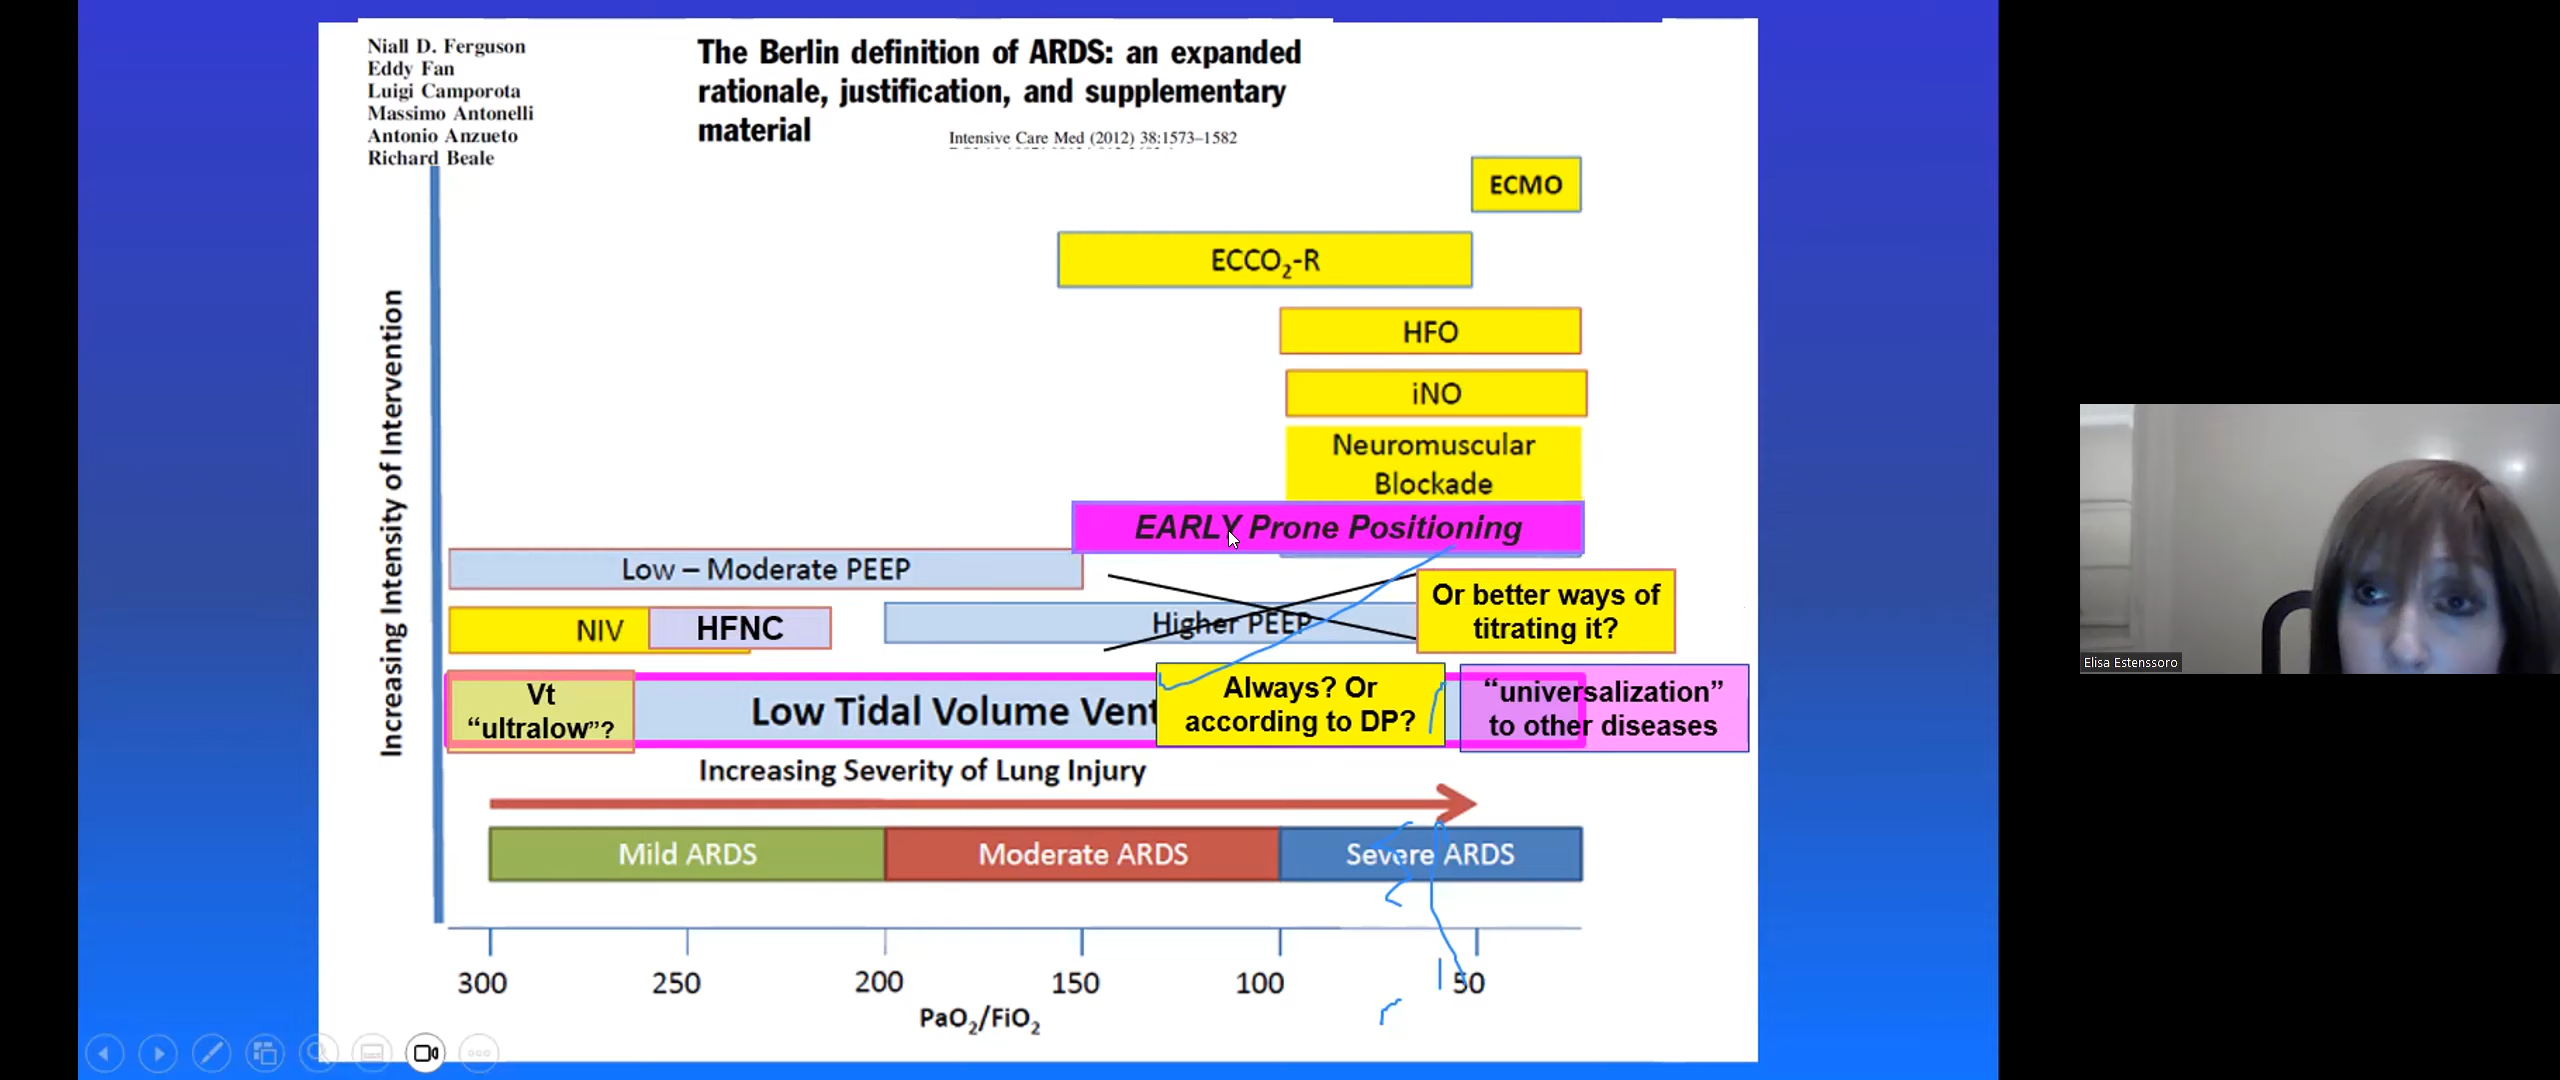 Niall D. Ferguson
Eddy Fan
Luigi Camporota
Massimo Antonelli
Antonio Anzueto
Richard Beale
The Berlin definition of ARDS: an expanded
rationale, justification, and supplementary
material
Intensive Care Med (2012) 38:1573–1582
Increasing Intensity of Intervention
ECMO
ECCO₂-R
HFO
iNO
Neuromuscular
Blockade
EARLY Prone Positioning
Low – Moderate PEEP
NIV
HFNC
Higher PEEP
Or better ways of
titrating it?
Vt
“ultralow”?
Low Tidal Volume Vent
Always? Or
according to DP?
“universalization”
to other diseases
Increasing Severity of Lung Injury
Mild ARDS
Moderate ARDS
Severe ARDS
300 250 200 150 100 50
PaO₂/FiO₂
Elisa Estenssoro